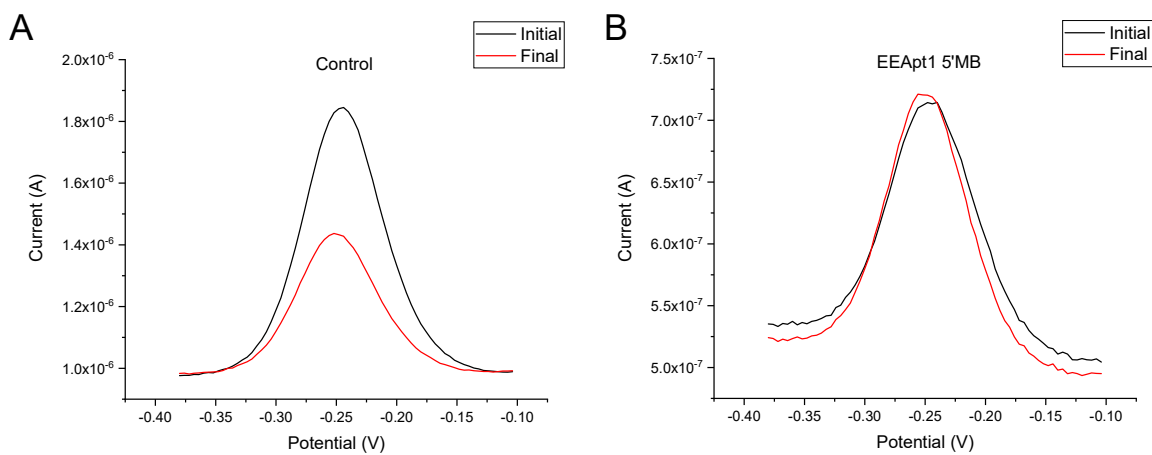 A
Initial
Final
Control
2.0x10⁻⁶
1.8x10⁻⁶
1.6x10⁻⁶
1.4x10⁻⁶
1.2x10⁻⁶
1.0x10⁻⁶
Current (A)
-0.40
-0.35
-0.30
-0.25
-0.20
-0.15
-0.10
Potential (V)
B
Initial
Final
EEApt1 5'MB
7.5x10⁻⁷
7.0x10⁻⁷
6.5x10⁻⁷
6.0x10⁻⁷
5.5x10⁻⁷
5.0x10⁻⁷
Current (A)
-0.40
-0.35
-0.30
-0.25
-0.20
-0.15
-0.10
Potential (V)